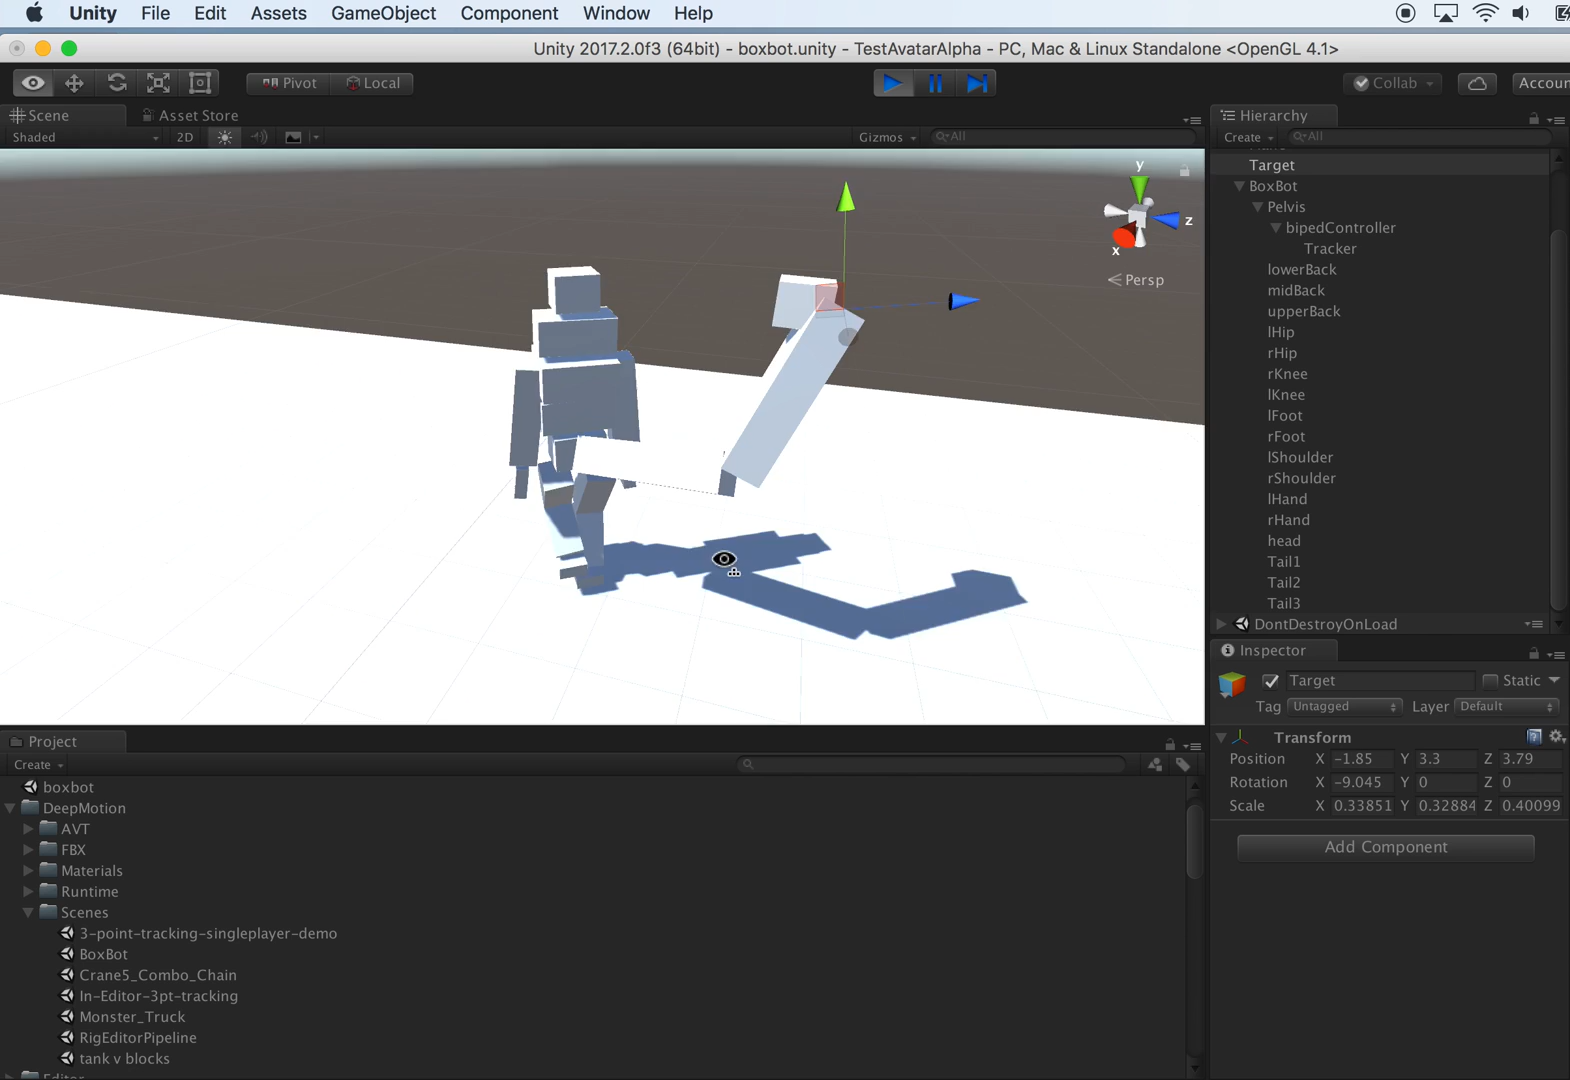 Unity File Edit Assets GameObject Component Window Help
Unity 2017.2.0f3 (64bit) - boxbot.unity - TestAvatarAlpha - PC, Mac & Linux Standalone <OpenGL 4.1>
Pivot Local Collab Accoun
Scene Asset Store
Shaded 2D Gizmos All
y
z
x
Persp
Hierarchy
Create All
Target
BoxBot
Pelvis
bipedController
Tracker
lowerBack
midBack
upperBack
lHip
rHip
rKnee
lKnee
lFoot
rFoot
lShoulder
rShoulder
lHand
rHand
head
Tail1
Tail2
Tail3
DontDestroyOnLoad
Inspector
Target Static
Tag Untagged Layer Default
Transform
Position X -1.85 Y 3.3 Z 3.79
Rotation X -9.045 Y 0 Z 0
Scale X 0.33851 Y 0.32884 Z 0.40099
Add Component
Project
Create
boxbot
DeepMotion
AVT
FBX
Materials
Runtime
Scenes
3-point-tracking-singleplayer-demo
BoxBot
Crane5_Combo_Chain
In-Editor-3pt-tracking
Monster_Truck
RigEditorPipeline
tank v blocks